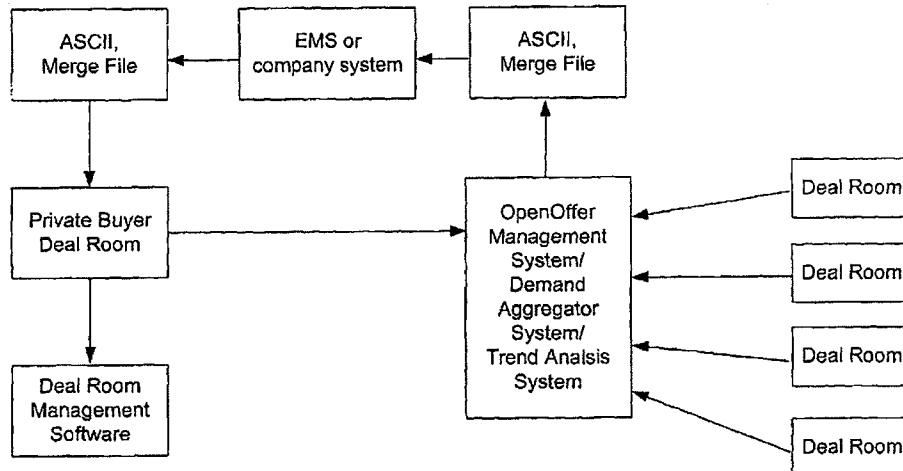 ASCII,
Merge File
EMS or
company system
ASCII,
Merge File
Private Buyer
Deal Room
OpenOffer
Management
System/
Demand
Aggregator
System/
Trend Analsis
System
Deal Room
Deal Room
Deal Room
Deal Room
Deal Room
Management
Software